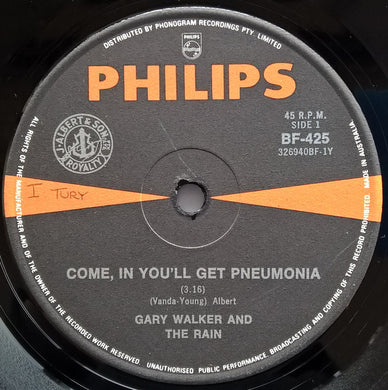 DISTRIBUTED BY PHONOGRAM RECORDINGS PTY. LIMITED
PHILIPS
PHILIPS
45 R.P.M.
SIDE 1
BF-425
326940BF-1Y
J. ALBERT & SON
ROYALTY
I TURY
COME, IN YOU'LL GET PNEUMONIA
(3.16)
(Vanda-Young) Albert
GARY WALKER AND
THE RAIN
ALL RIGHTS OF THE MANUFACTURER AND OF THE OWNER OF THE RECORDED WORK RESERVED. UNAUTHORISED PUBLIC PERFORMANCE, BROADCASTING AND COPYING OF THIS RECORD PROHIBITED. MADE IN AUSTRALIA.